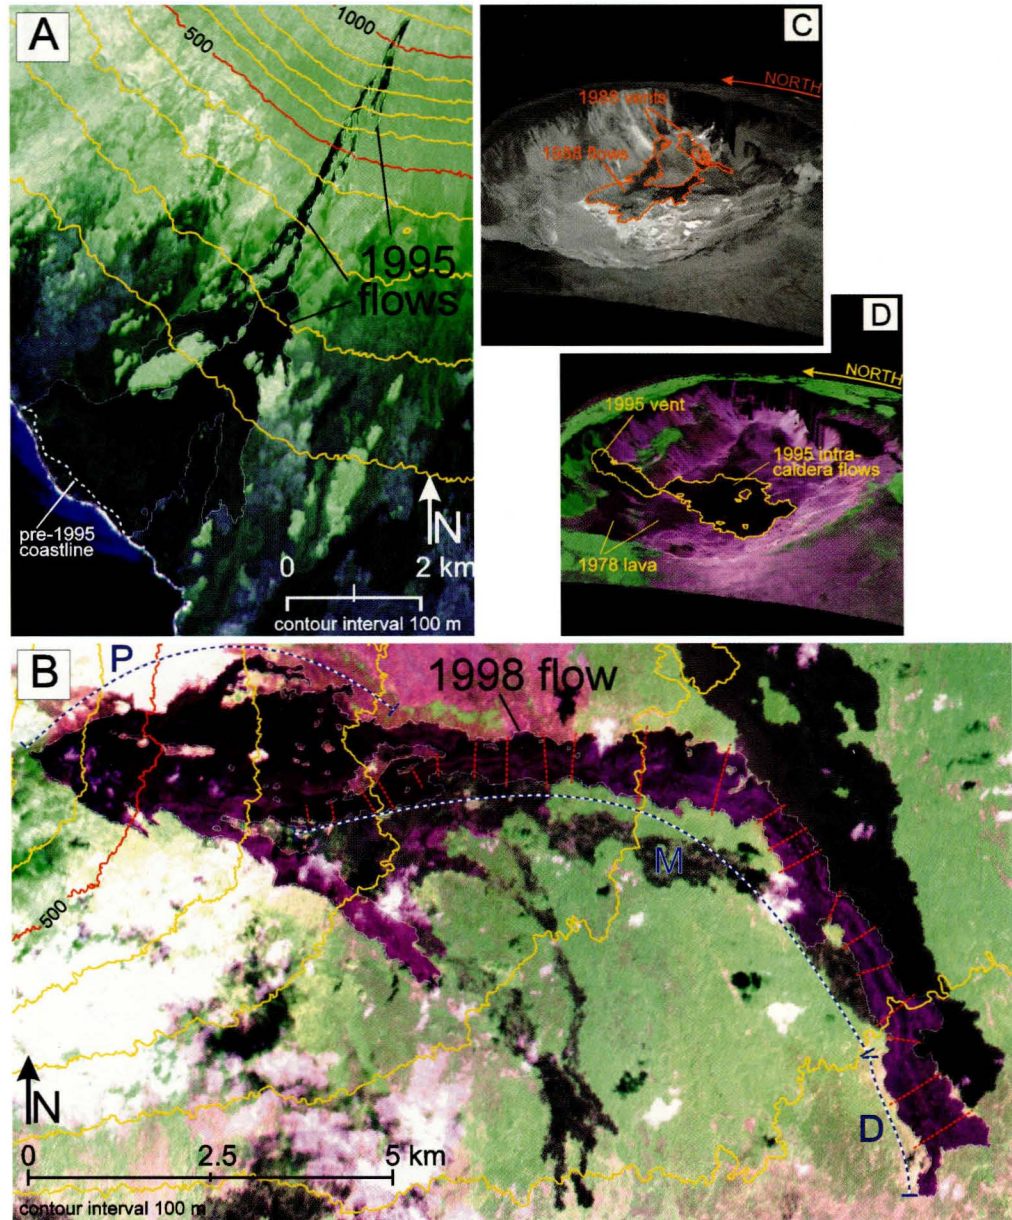 A
500
1000
1995
flows
pre-1995
coastline
N
0
2 km
contour interval 100 m
C
NORTH
1988 vents
1988 flows
D
NORTH
1995 vent
1995 intra-
caldera flows
1978 lava
B
P
1998 flow
M
500
N
D
0
2.5
5 km
contour interval 100 m